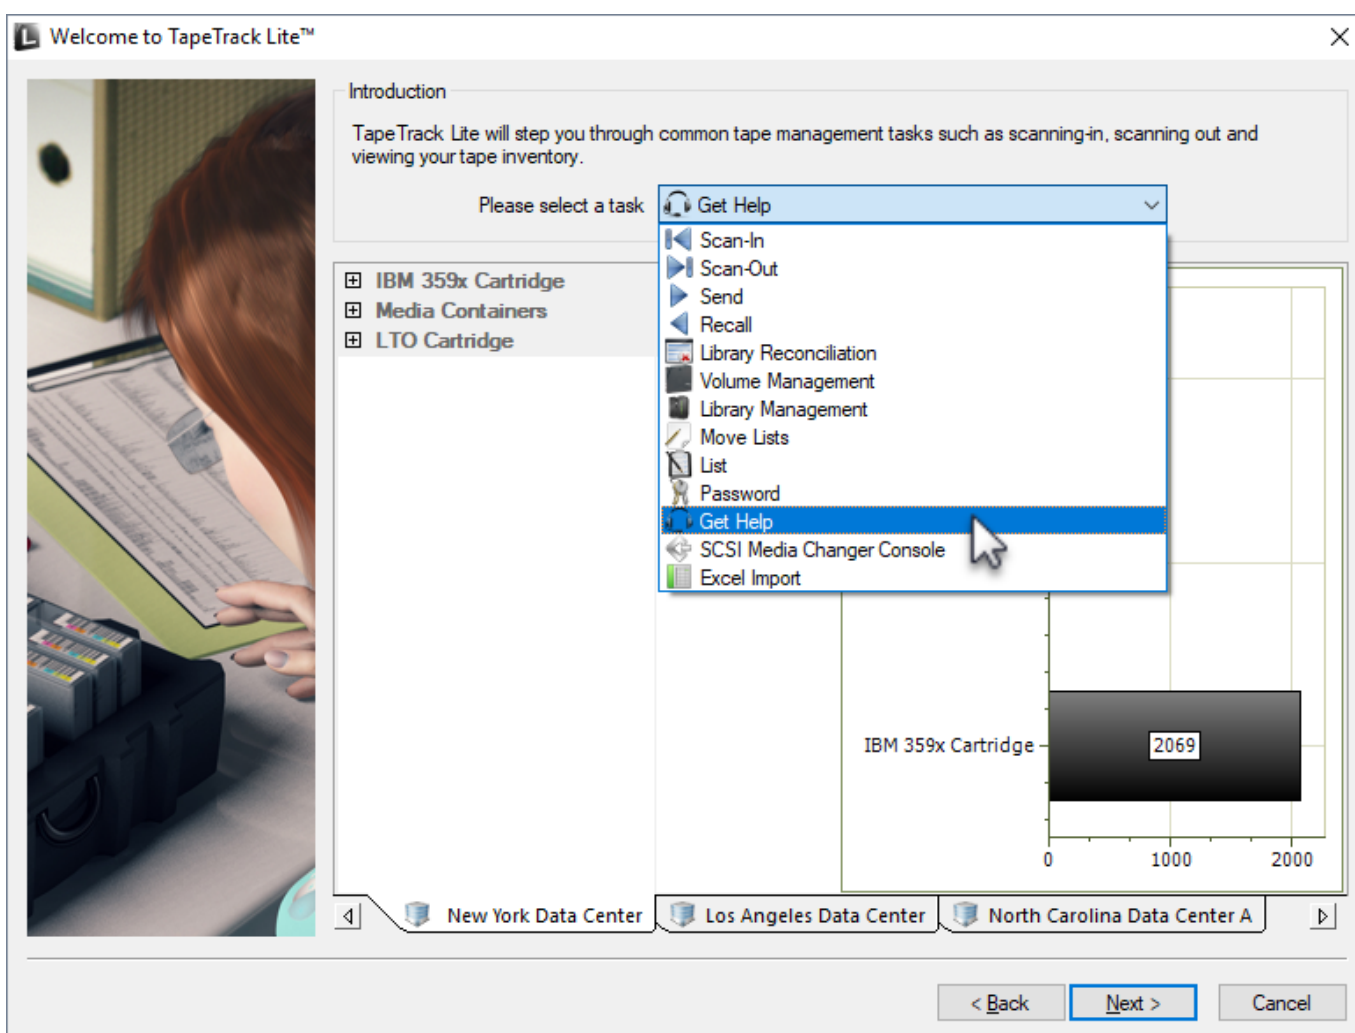 Welcome to TapeTrack Lite™
Introduction
TapeTrack Lite will step you through common tape management tasks such as scanning-in, scanning out and
viewing your tape inventory.
Please select a task
Get Help
Scan-In
Scan-Out
Send
Recall
Library Reconciliation
Volume Management
Library Management
Move Lists
List
Password
Get Help
SCSI Media Changer Console
Excel Import
IBM 359x Cartridge
Media Containers
LTO Cartridge
IBM 359x Cartridge
2069
0 1000 2000
New York Data Center
Los Angeles Data Center
North Carolina Data Center A
< Back
Next >
Cancel